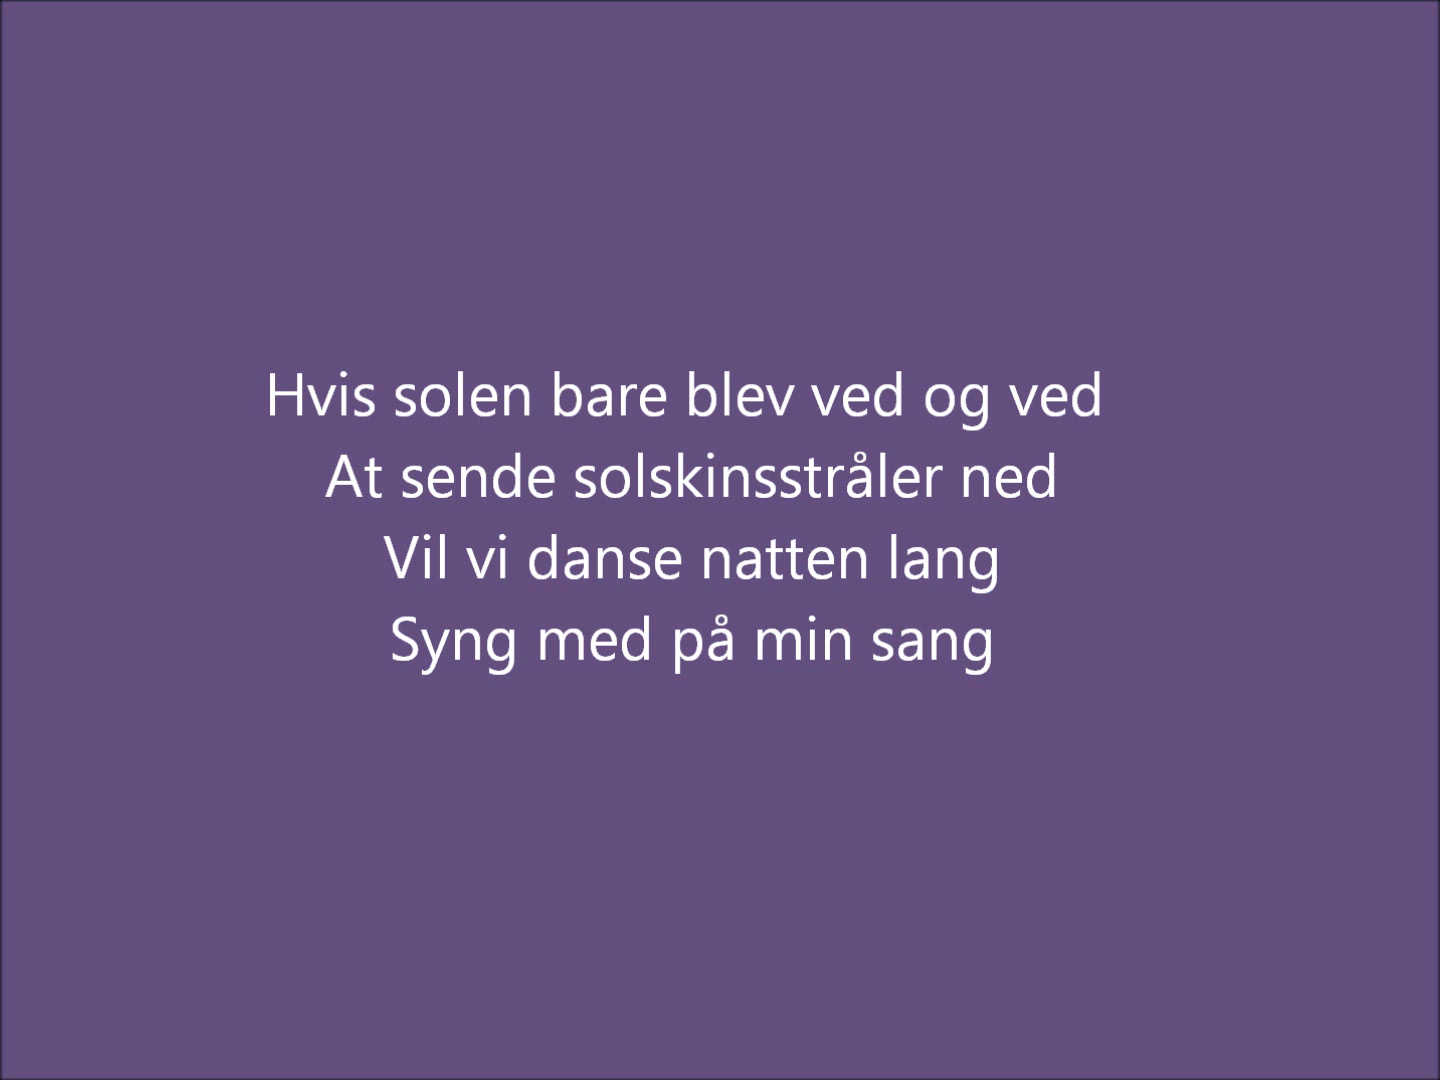 Hvis solen bare blev ved og ved
At sende solskinsstråler ned
Vil vi danse natten lang
Syng med på min sang